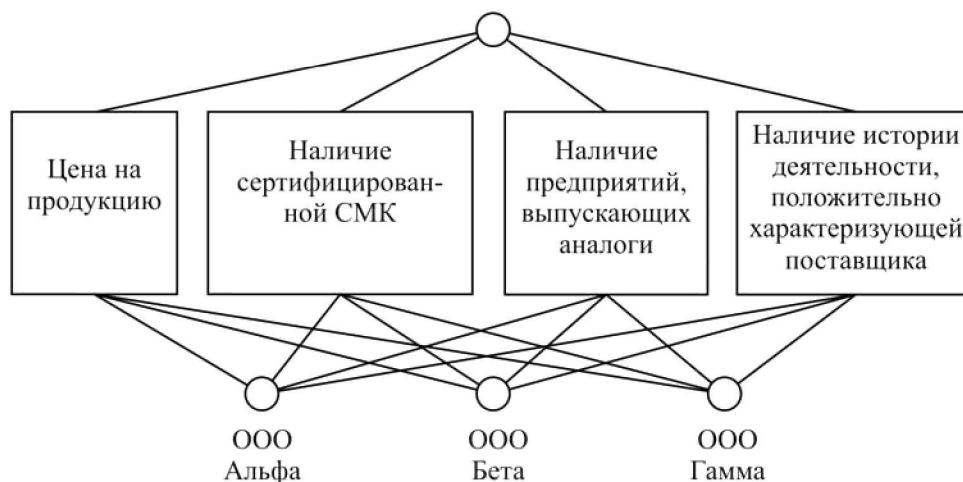 Цена на
продукцию
Наличие
сертифицирован-
ной СМК
Наличие
предприятий,
выпускающих
аналоги
Наличие истории
деятельности,
положительно
характеризующей
поставщика
ООО
Альфа
ООО
Бета
ООО
Гамма